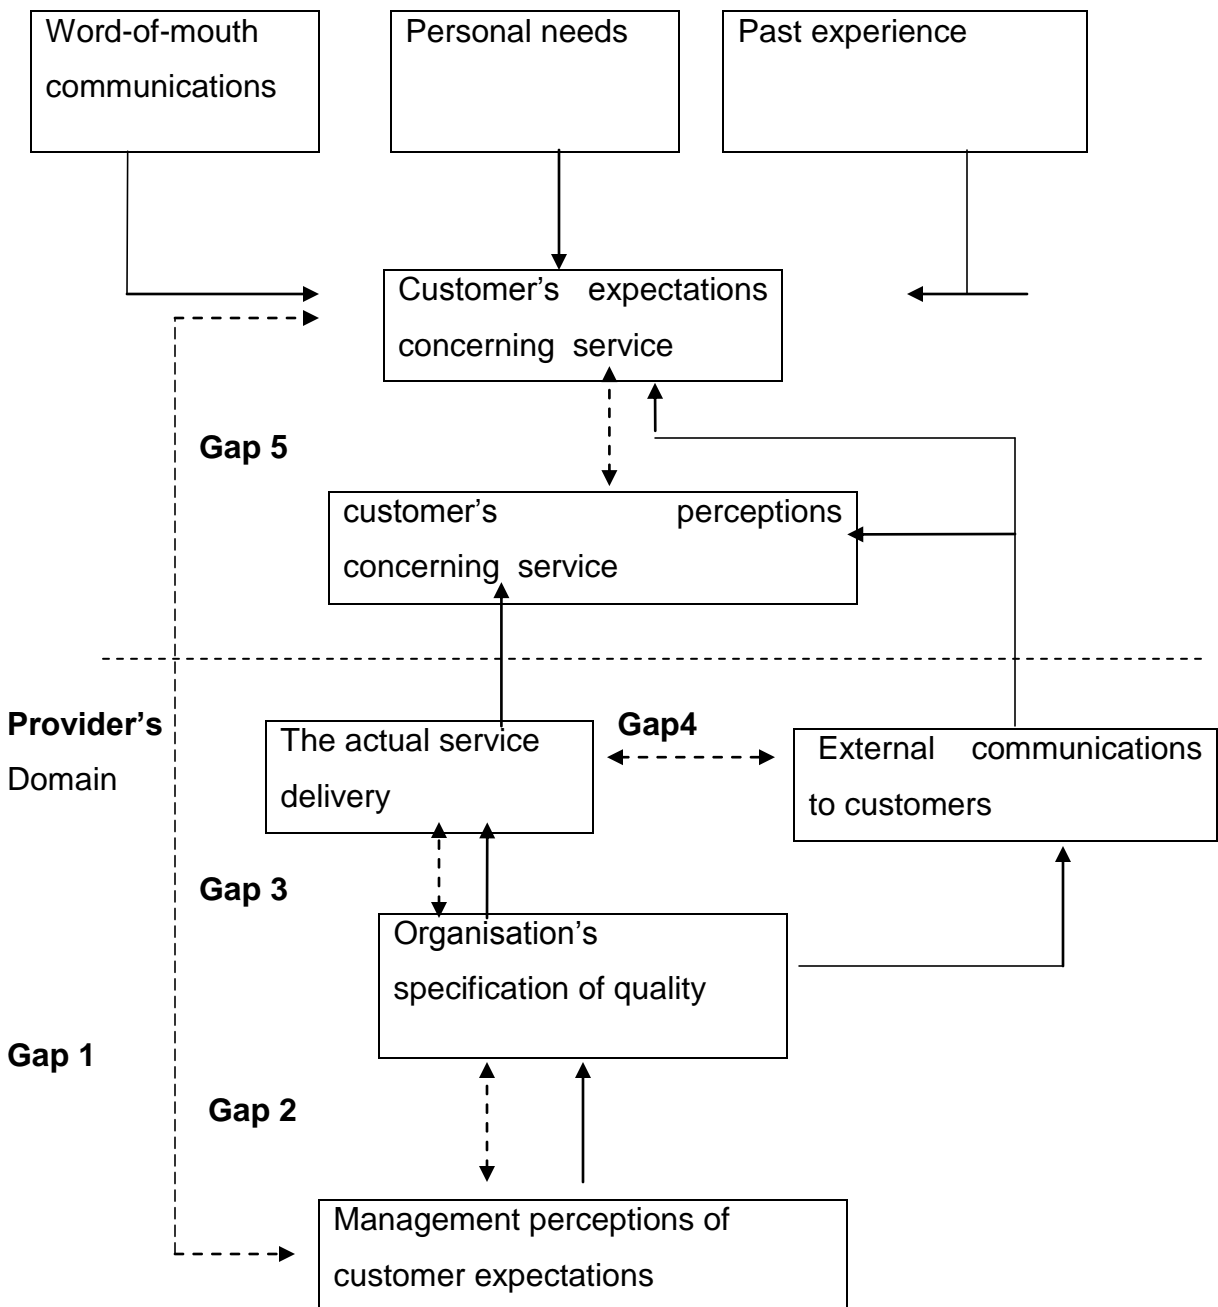 Word-of-mouth
communications
Personal needs
Past experience
Customer’s expectations
concerning service
Gap 5
customer’s perceptions
concerning service
Provider’s
Domain
The actual service
delivery
Gap4
External communications
to customers
Gap 3
Organisation’s
specification of quality
Gap 1
Gap 2
Management perceptions of
customer expectations